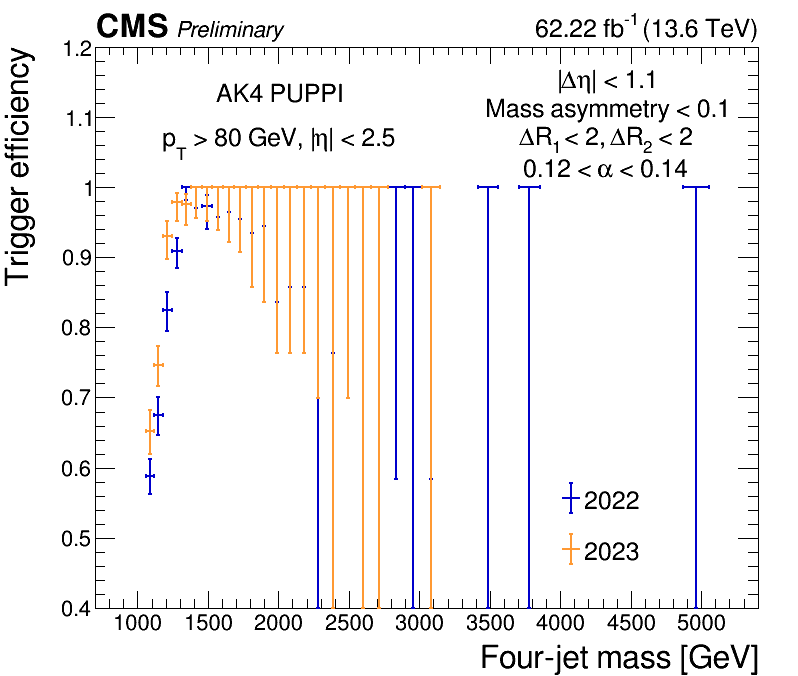 CMS Preliminary
62.22 fb⁻¹ (13.6 TeV)
Trigger efficiency
1.2
1.1
1
0.9
0.8
0.7
0.6
0.5
0.4
AK4 PUPPI
p_T > 80 GeV, |η| < 2.5
|Δη| < 1.1
Mass asymmetry < 0.1
ΔR₁ < 2, ΔR₂ < 2
0.12 < α < 0.14
2022
2023
1000 1500 2000 2500 3000 3500 4000 4500 5000
Four-jet mass [GeV]